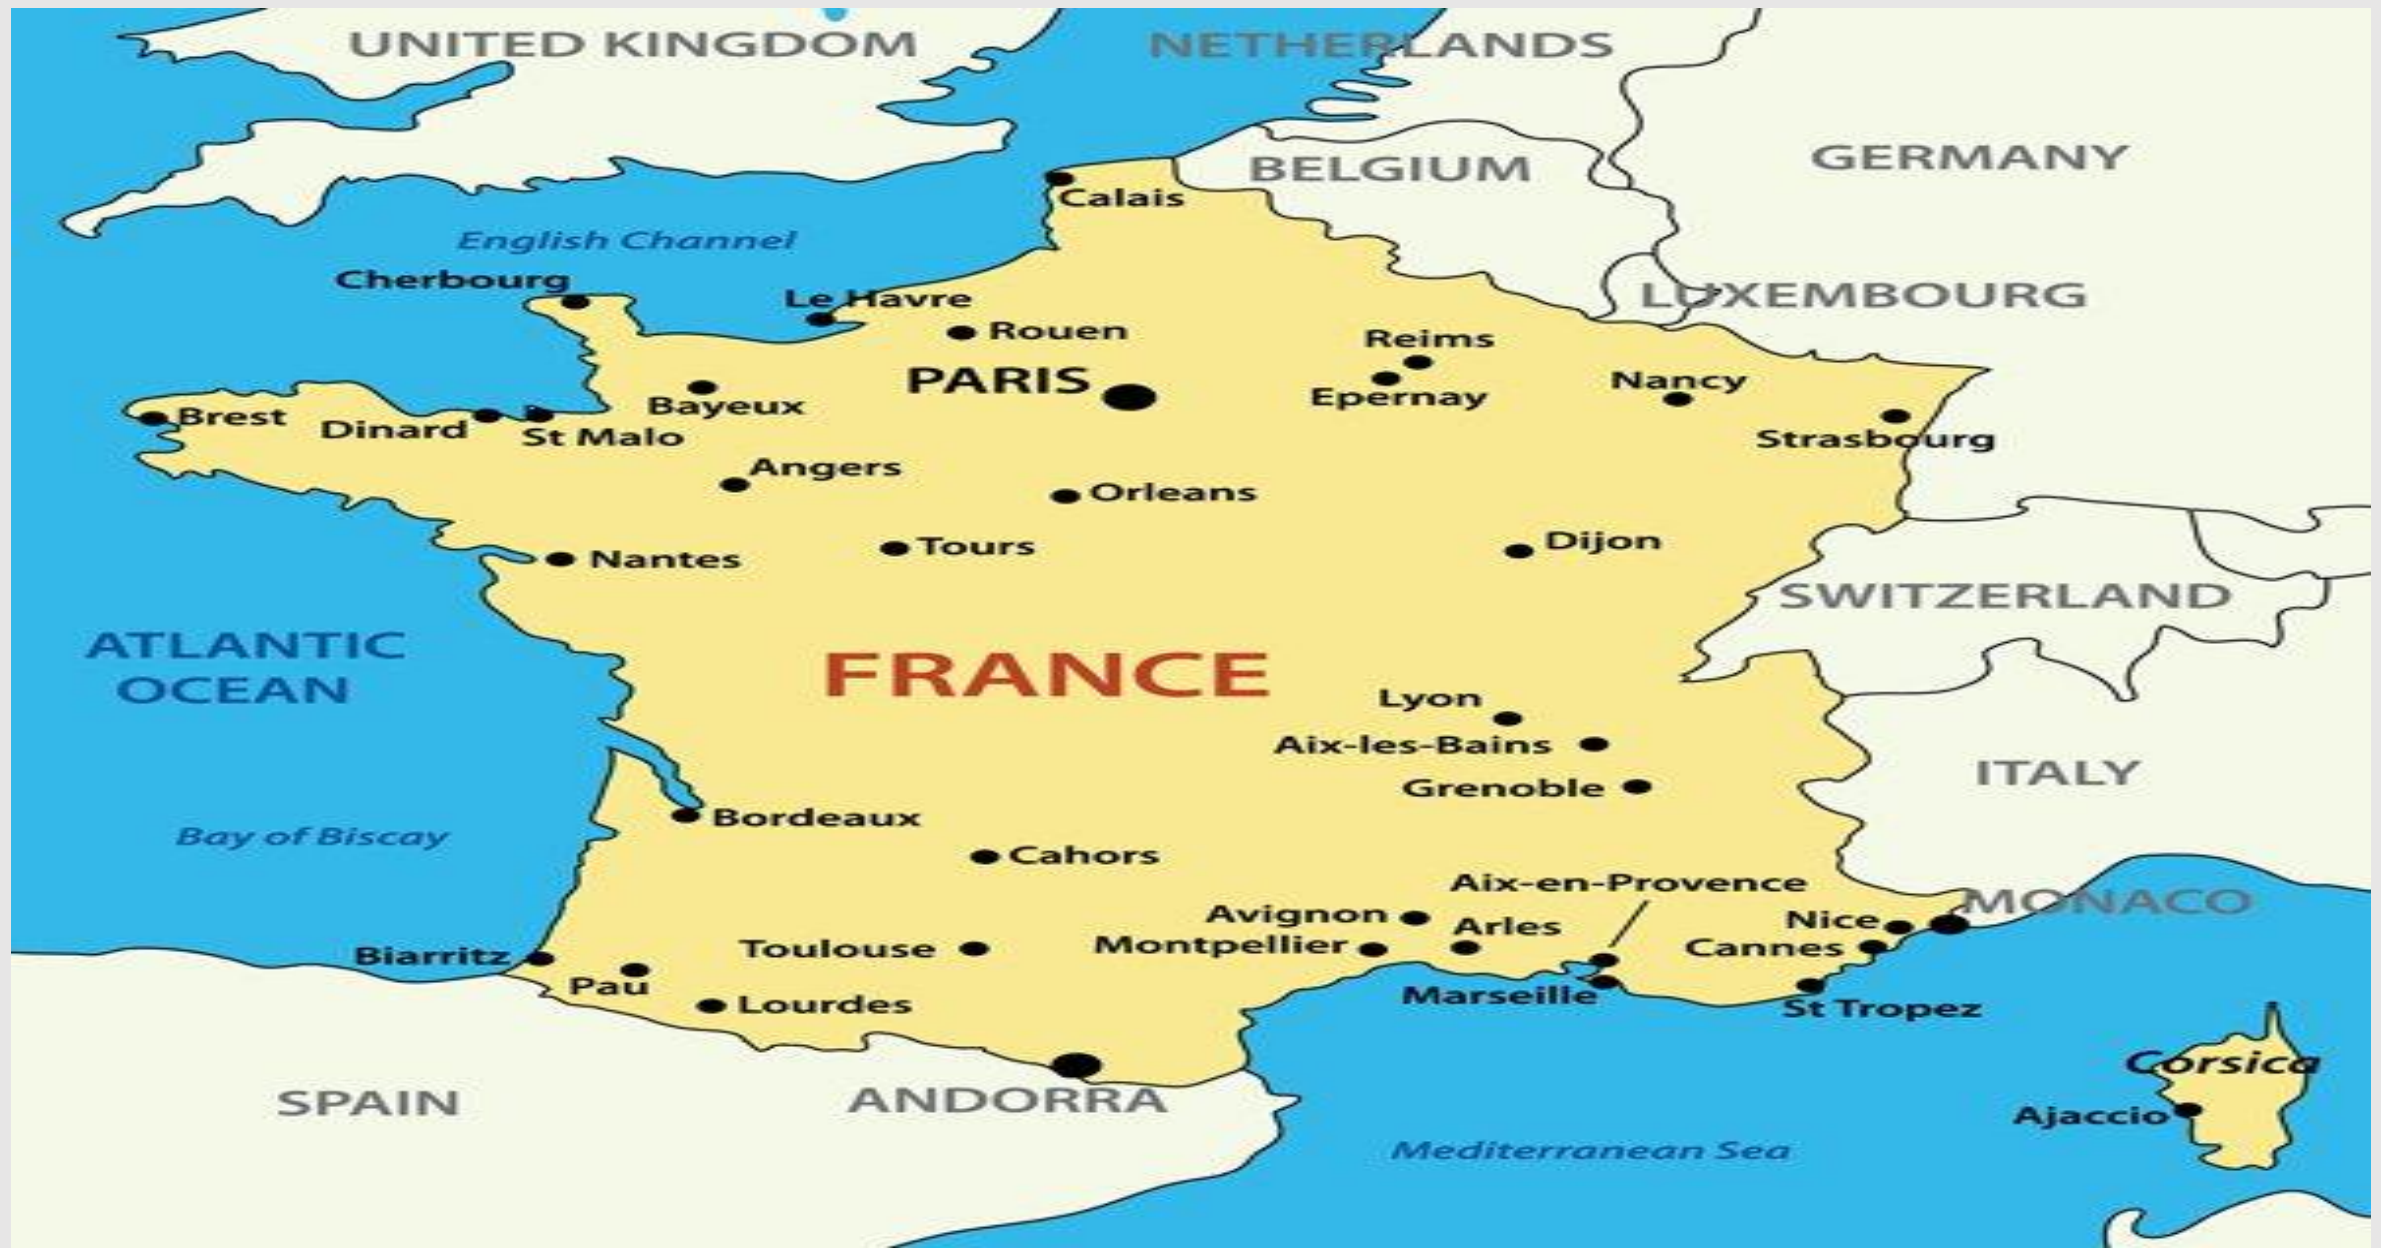 UNITED KINGDOM
NETHERLANDS
GERMANY
BELGIUM
Calais
English Channel
Cherbourg
Le Havre
LUXEMBOURG
Rouen
Reims
PARIS
Nancy
Epernay
Bayeux
Brest
Dinard
St Malo
Strasbourg
Angers
Orleans
Tours
Dijon
Nantes
SWITZERLAND
ATLANTIC
OCEAN
FRANCE
Lyon
Aix-les-Bains
ITALY
Grenoble
Bordeaux
Bay of Biscay
Cahors
Aix-en-Provence
MONACO
Avignon
Arles
Nice
Biarritz
Toulouse
Montpellier
Cannes
Pau
Marseille
Lourdes
St Tropez
Corsica
SPAIN
ANDORRA
Ajaccio
Mediterranean Sea